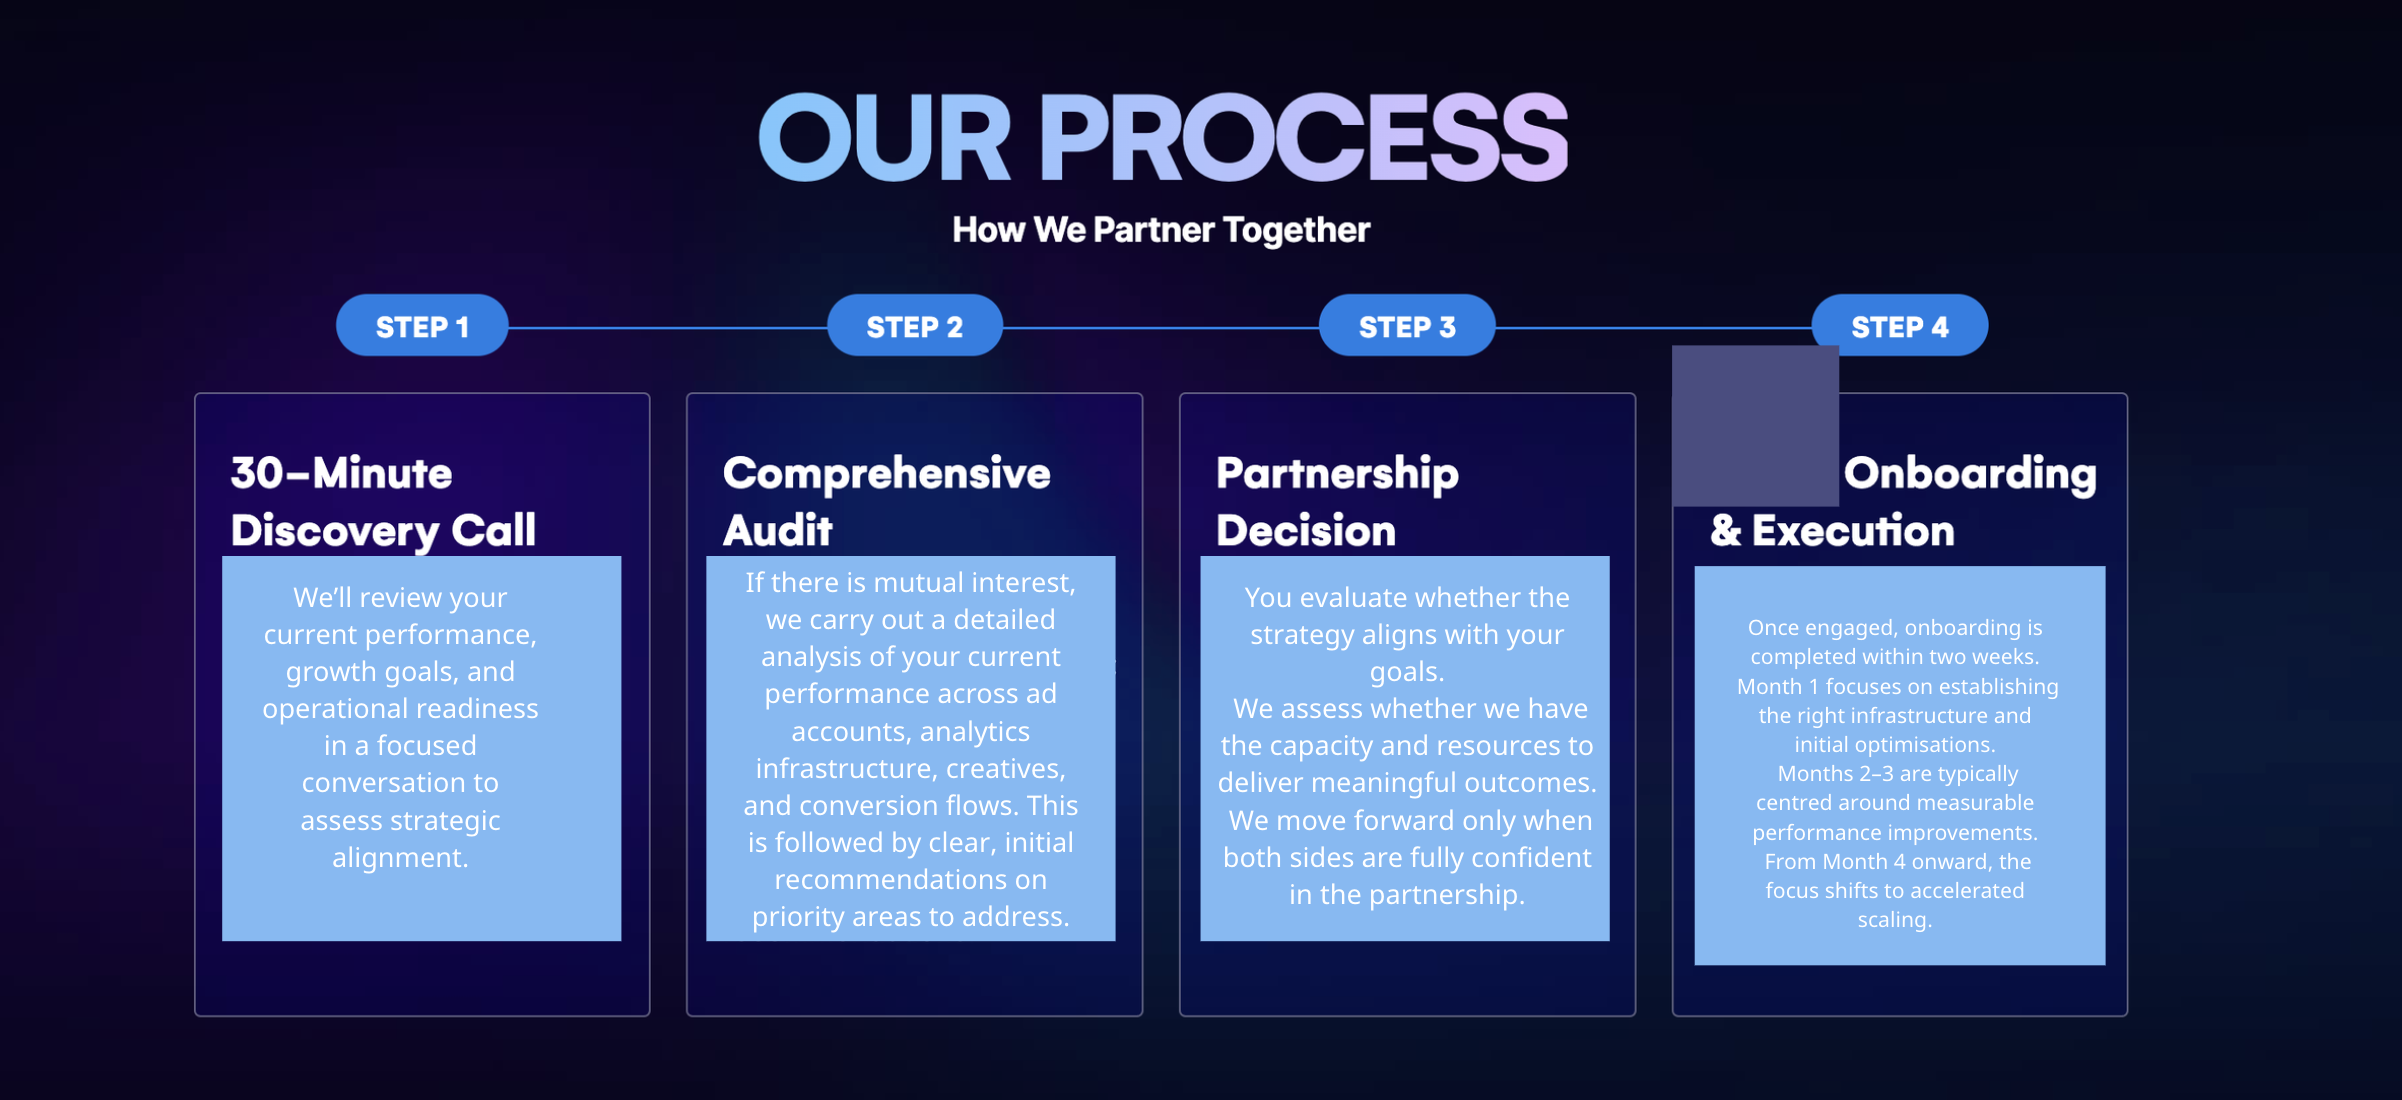 OUR PROCESS
How We Partner Together
STEP 1
STEP 2
STEP 3
STEP 4
30-Minute
Discovery Call
We’ll review your
current performance,
growth goals, and
operational readiness
in a focused
conversation to
assess strategic
alignment.
Comprehensive
Audit
If there is mutual interest,
we carry out a detailed
analysis of your current
performance across ad
accounts, analytics
infrastructure, creatives,
and conversion flows. This
is followed by clear, initial
recommendations on
priority areas to address.
Partnership
Decision
You evaluate whether the
strategy aligns with your
goals.
We assess whether we have
the capacity and resources to
deliver meaningful outcomes.
We move forward only when
both sides are fully confident
in the partnership.
Onboarding
& Execution
Once engaged, onboarding is
completed within two weeks.
Month 1 focuses on establishing
the right infrastructure and
initial optimisations.
Months 2–3 are typically
centred around measurable
performance improvements.
From Month 4 onward, the
focus shifts to accelerated
scaling.